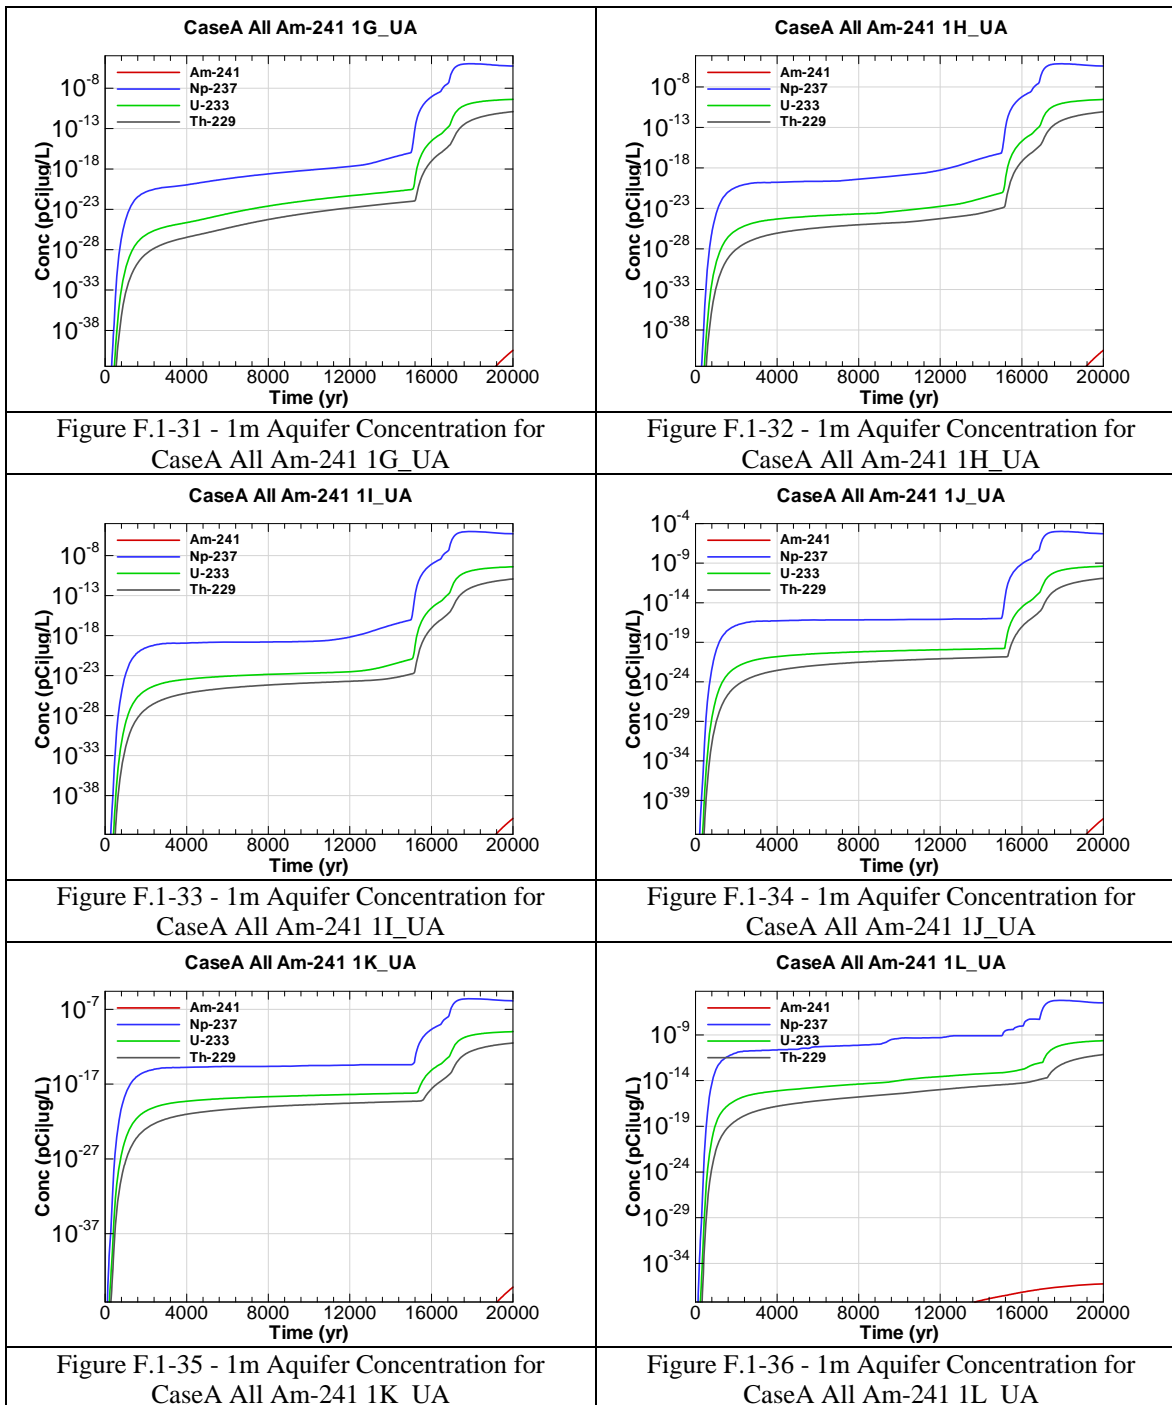 CaseA All Am-241 1G_UA
Am-241
Np-237
U-233
Th-229
10-8
10-13
10-18
10-23
10-28
10-33
10-38
Conc (pCi|ug/L)
0 4000 8000 12000 16000 20000
Time (yr)
Figure F.1-31 - 1m Aquifer Concentration for
CaseA All Am-241 1G_UA
CaseA All Am-241 1H_UA
Am-241
Np-237
U-233
Th-229
10-8
10-13
10-18
10-23
10-28
10-33
10-38
Conc (pCi|ug/L)
0 4000 8000 12000 16000 20000
Time (yr)
Figure F.1-32 - 1m Aquifer Concentration for
CaseA All Am-241 1H_UA
CaseA All Am-241 1I_UA
Am-241
Np-237
U-233
Th-229
10-8
10-13
10-18
10-23
10-28
10-33
10-38
Conc (pCi|ug/L)
0 4000 8000 12000 16000 20000
Time (yr)
Figure F.1-33 - 1m Aquifer Concentration for
CaseA All Am-241 1I_UA
CaseA All Am-241 1J_UA
Am-241
Np-237
U-233
Th-229
10-4
10-9
10-14
10-19
10-24
10-29
10-34
10-39
Conc (pCi|ug/L)
0 4000 8000 12000 16000 20000
Time (yr)
Figure F.1-34 - 1m Aquifer Concentration for
CaseA All Am-241 1J_UA
CaseA All Am-241 1K_UA
Am-241
Np-237
U-233
Th-229
10-7
10-17
10-27
10-37
Conc (pCi|ug/L)
0 4000 8000 12000 16000 20000
Time (yr)
Figure F.1-35 - 1m Aquifer Concentration for
CaseA All Am-241 1K_UA
CaseA All Am-241 1L_UA
Am-241
Np-237
U-233
Th-229
10-9
10-14
10-19
10-24
10-29
10-34
Conc (pCi|ug/L)
0 4000 8000 12000 16000 20000
Time (yr)
Figure F.1-36 - 1m Aquifer Concentration for
CaseA All Am-241 1L_UA